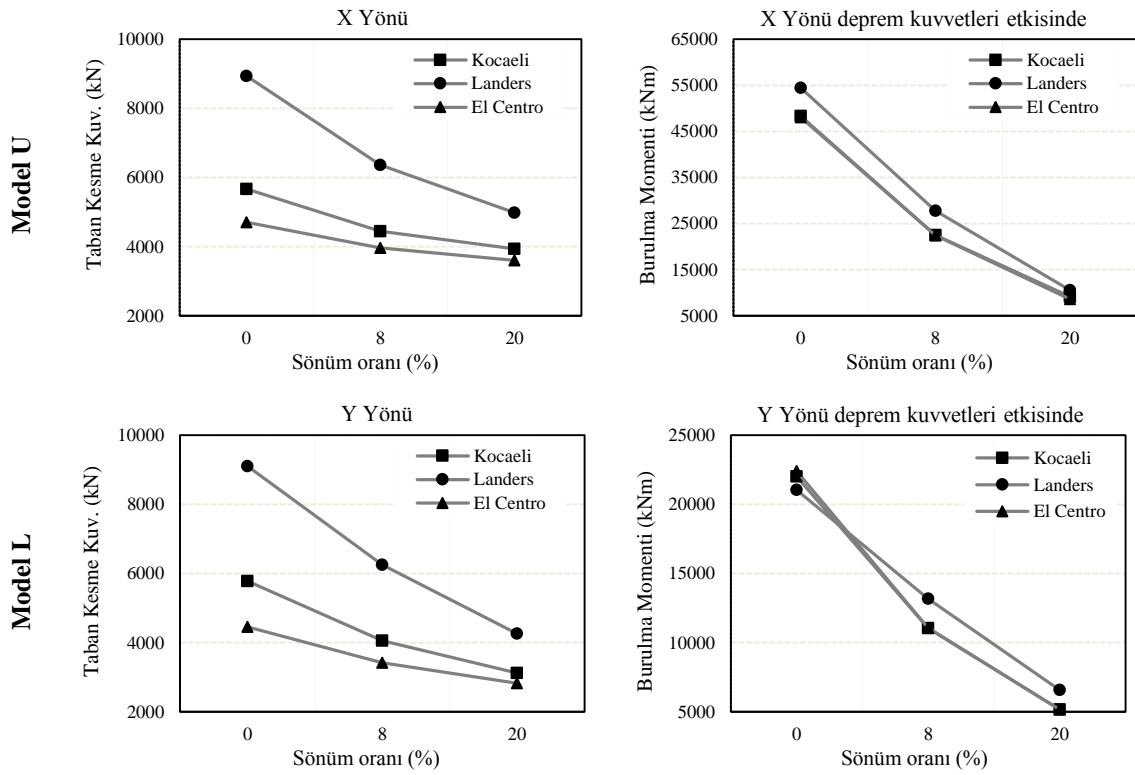 Model U
X Yönü
Taban Kesme Kuv. (kN)
10000
8000
6000
4000
2000
Kocaeli
Landers
El Centro
0
8
20
Sönüm oranı (%)
X Yönü deprem kuvvetleri etkisinde
Burulma Momenti (kNm)
65000
55000
45000
35000
25000
15000
5000
Kocaeli
Landers
El Centro
0
8
20
Sönüm oranı (%)
Model L
Y Yönü
Taban Kesme Kuv. (kN)
10000
8000
6000
4000
2000
Kocaeli
Landers
El Centro
0
8
20
Sönüm oranı (%)
Y Yönü deprem kuvvetleri etkisinde
Burulma Momenti (kNm)
25000
20000
15000
10000
5000
Kocaeli
Landers
El Centro
0
8
20
Sönüm oranı (%)